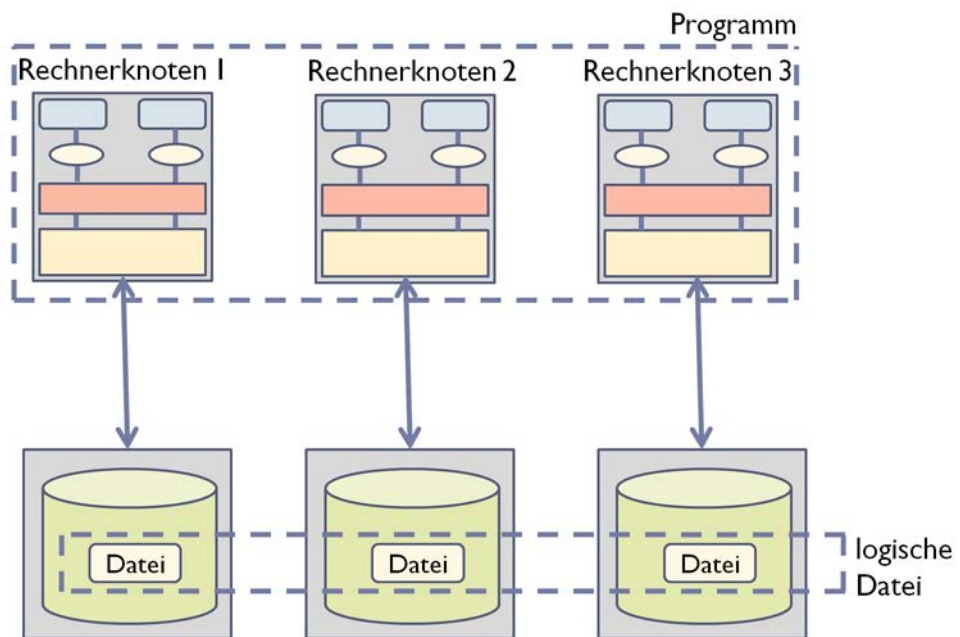 Programm
Rechnerknoten 1
Rechnerknoten 2
Rechnerknoten 3
Datei
Datei
Datei
logische
Datei